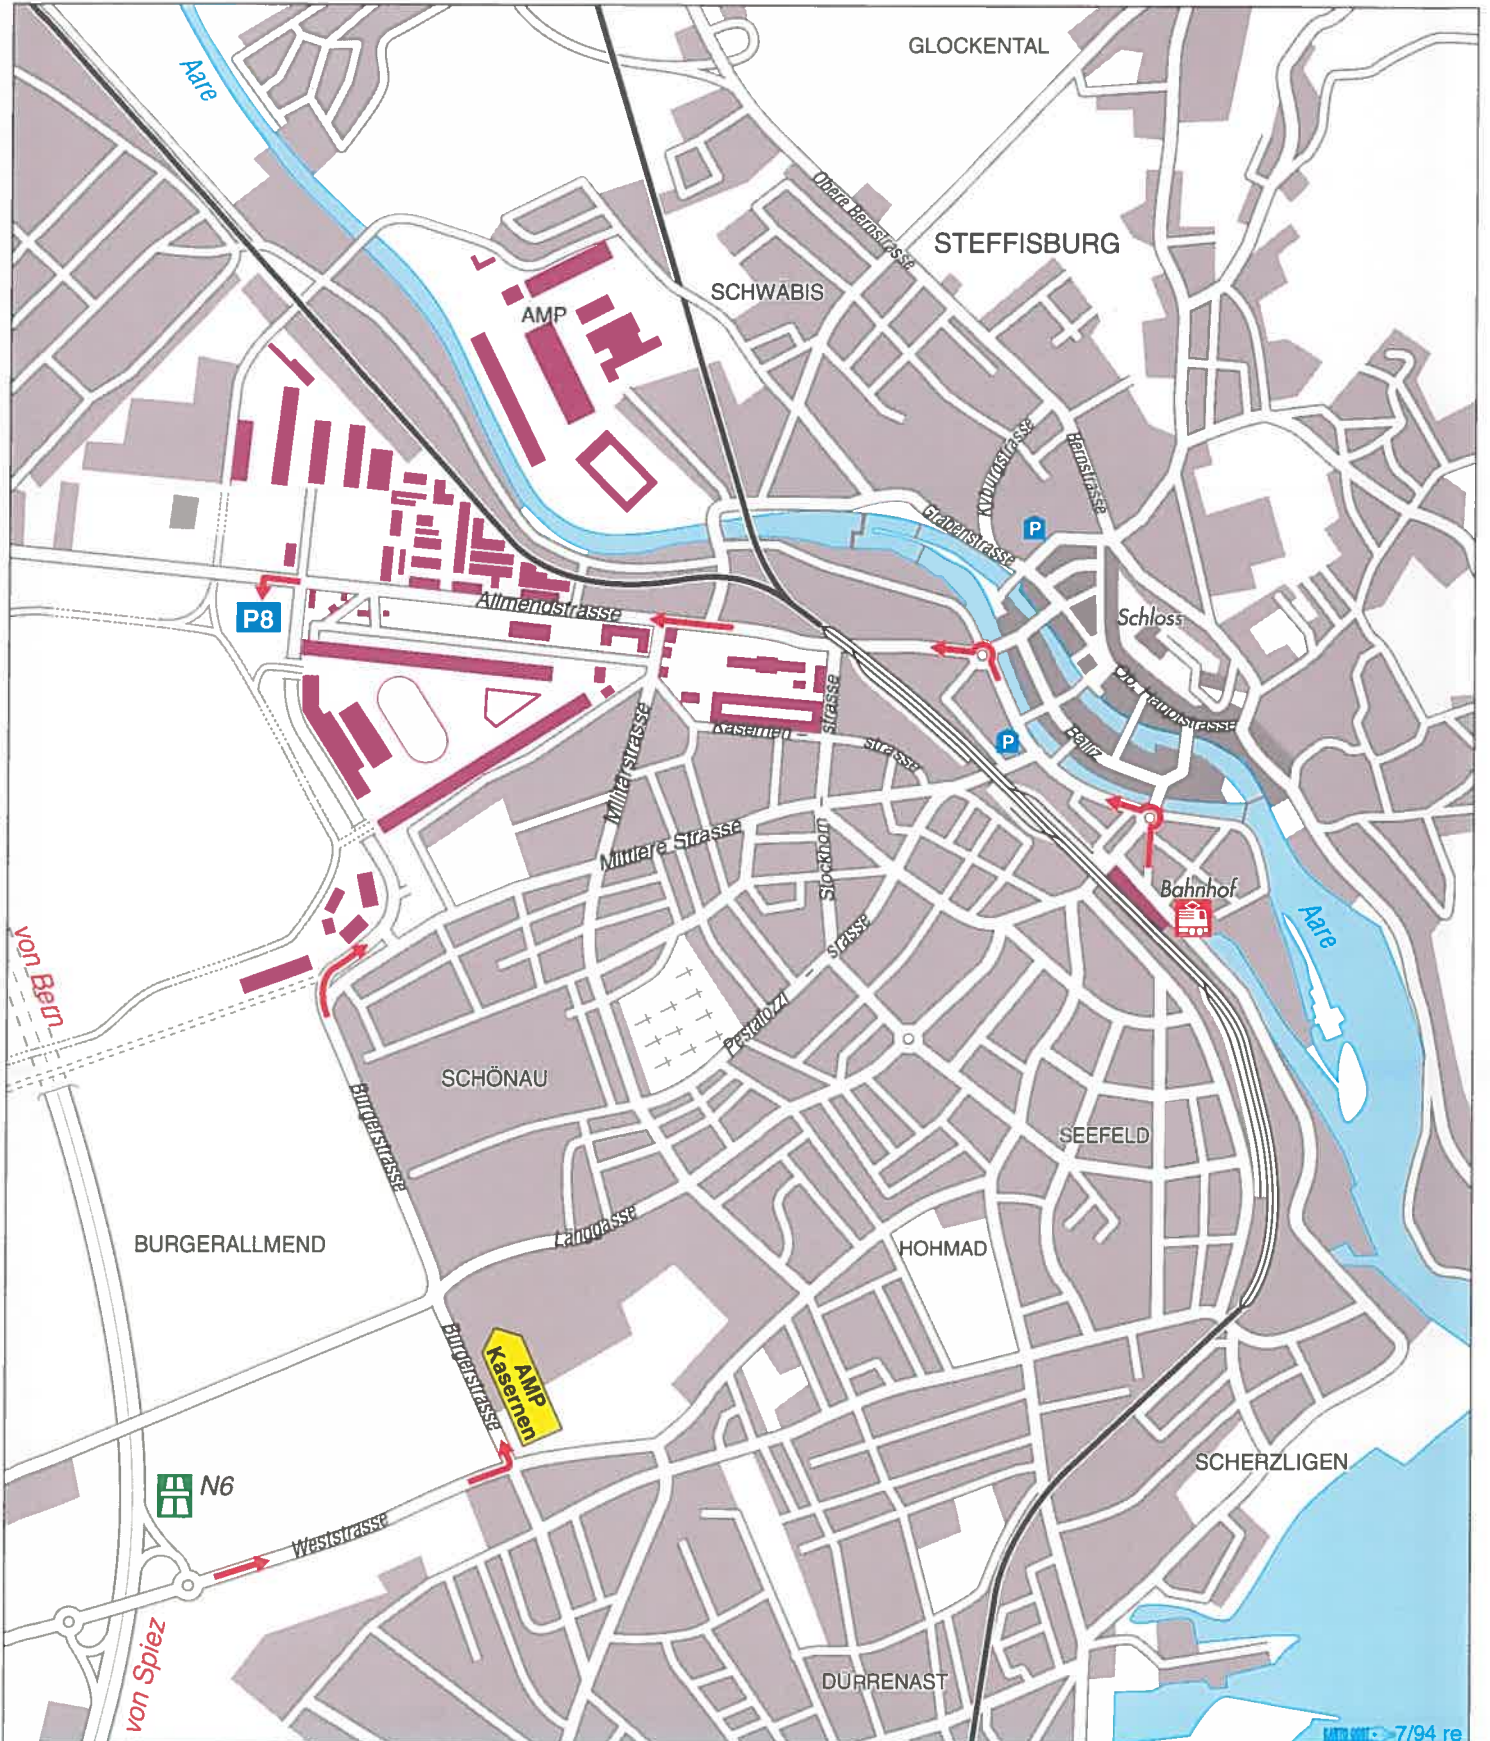 GLOCKENTAL
Aare
Obere Bernstrasse
STEFFISBURG
SCHWÄBIS
AMP
Kyburgstrasse
Bernstrasse
Grabenstrasse
P
P8
Allmendstrasse
Schloss
Militärstrasse
Kasernen -
strasse
strasse
P
Bälliz
Mittlere Strasse
Stockhorn
Bahnhof
Aare
von Bern
Pestalozzi -
strasse
SCHÖNAU
Burgerstrasse
SEEFELD
Länggasse
BURGERALLMEND
HOHMAD
Burgerstrasse
AMP
Kasernen
SCHERZLIGEN
N6
Weststrasse
von Spiez
DÜRRENAST
7/94 re